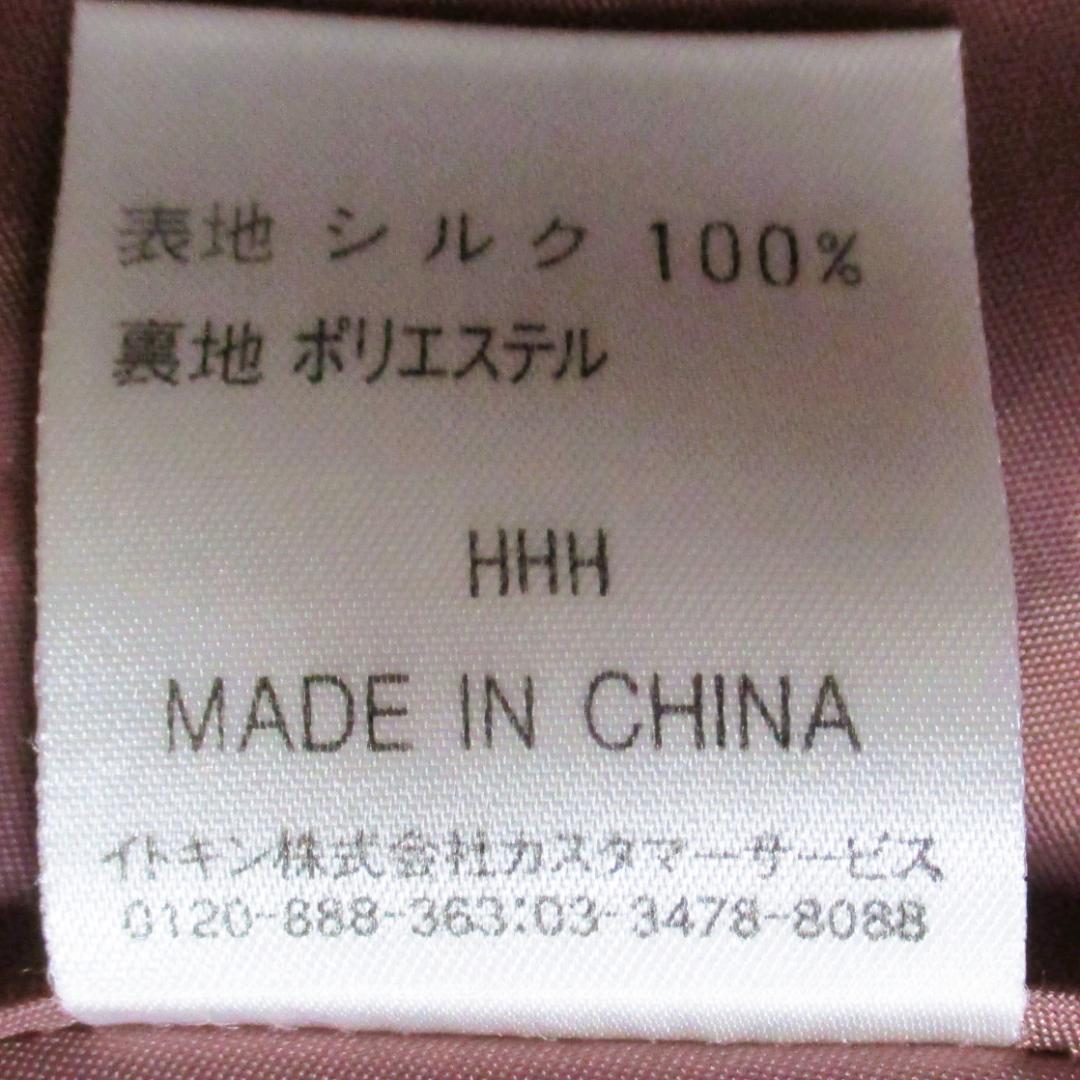 表地 シルク 100%
裏地 ポリエステル
HHH
MADE IN CHINA
イトキン株式会社カスタマーサービス
0120-888-363:03-3478-8088